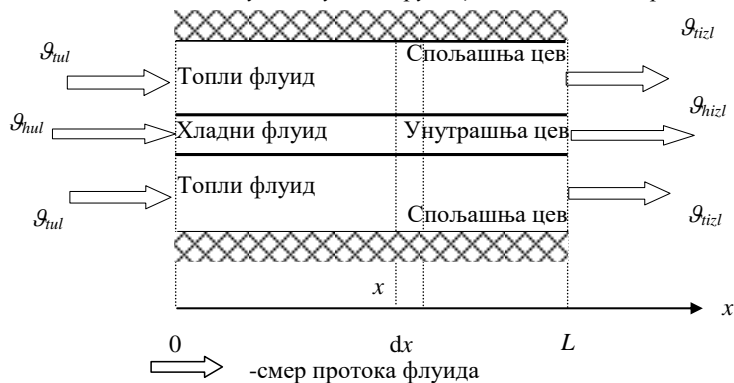 ϑtizl
ϑtul
Спољашња цев
Топли флуид
ϑhul
ϑhizl
Хладни флуид
Унутрашња цев
Топли флуид
ϑtul
Спољашња цев
ϑtizl
x
x
0
dx
L
-смер протока флуида